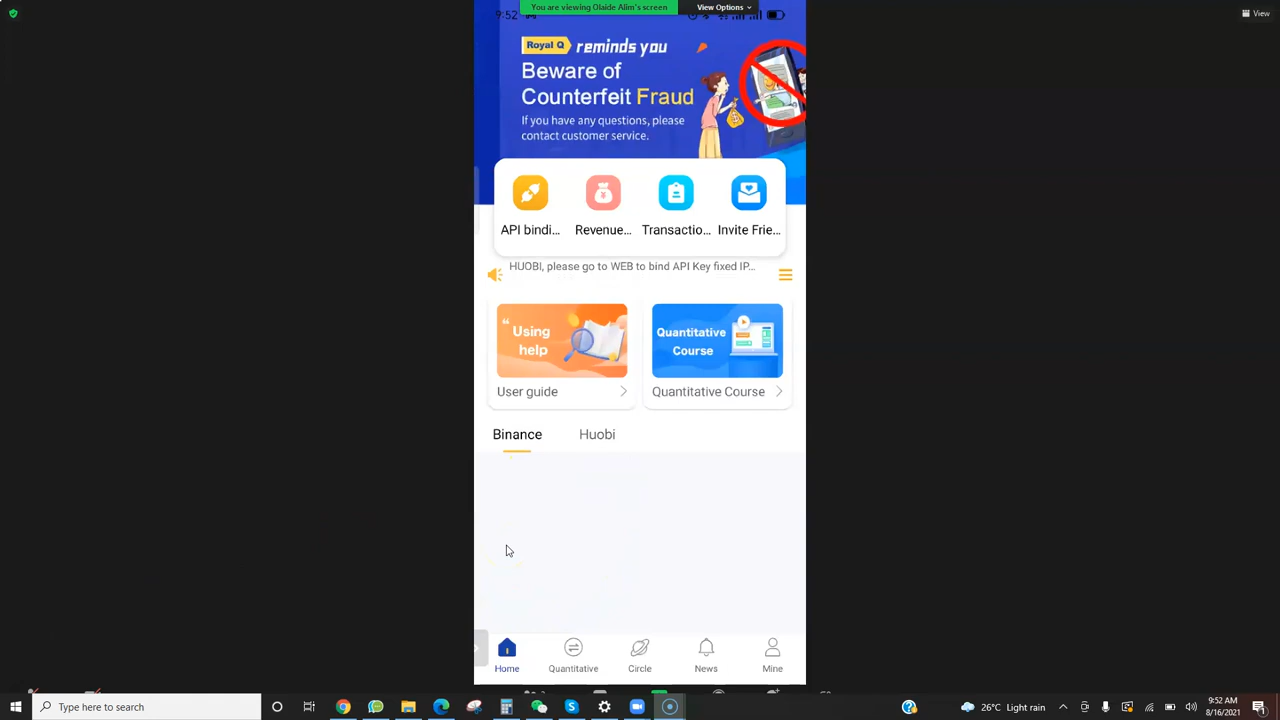 9:52
You are viewing Olaide Alim's screen
View Options
View
Royal Q reminds you
Beware of
Counterfeit Fraud
If you have any questions, please
contact customer service.
API bindi...
Revenue...
Transactio...
Invite Frie...
HUOBI, please go to WEB to bind API Key fixed IP...
“ Using
help
User guide
Quantitative
Course
Quantitative Course
Binance
Huobi
Home
Quantitative
Circle
News
Mine
Type here to search
26°C Light rain
9:52 AM
8/16/2021